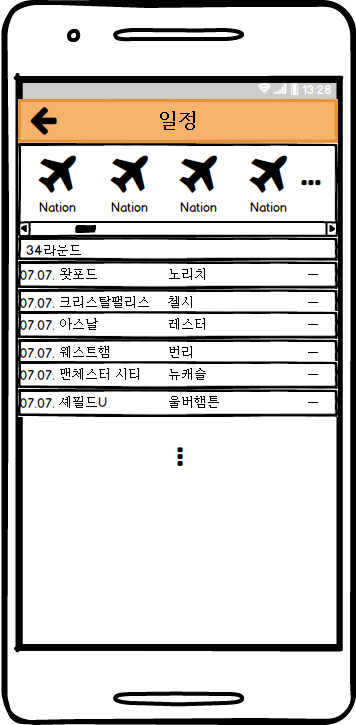 13:28
일정
Nation Nation Nation Nation
34라운드
07.07. 왓포드 노리치 –
07.07. 크리스탈팰리스 첼시 –
07.07. 아스날 레스터 –
07.07. 웨스트햄 번리 –
07.07. 맨체스터 시티 뉴캐슬 –
07.07. 셰필드U 울버햄튼 –